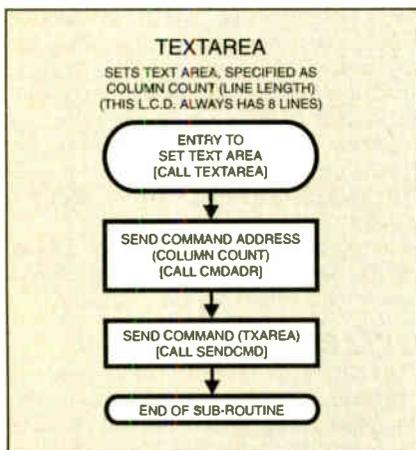 TEXTAREA
SETS TEXT AREA, SPECIFIED AS
COLUMN COUNT (LINE LENGTH)
(THIS L.C.D. ALWAYS HAS 8 LINES)
ENTRY TO
SET TEXT AREA
[CALL TEXTAREA]
SEND COMMAND ADDRESS
(COLUMN COUNT)
[CALL CMDADR]
SEND COMMAND (TXAREA)
[CALL SENDCMD]
END OF SUB-ROUTINE